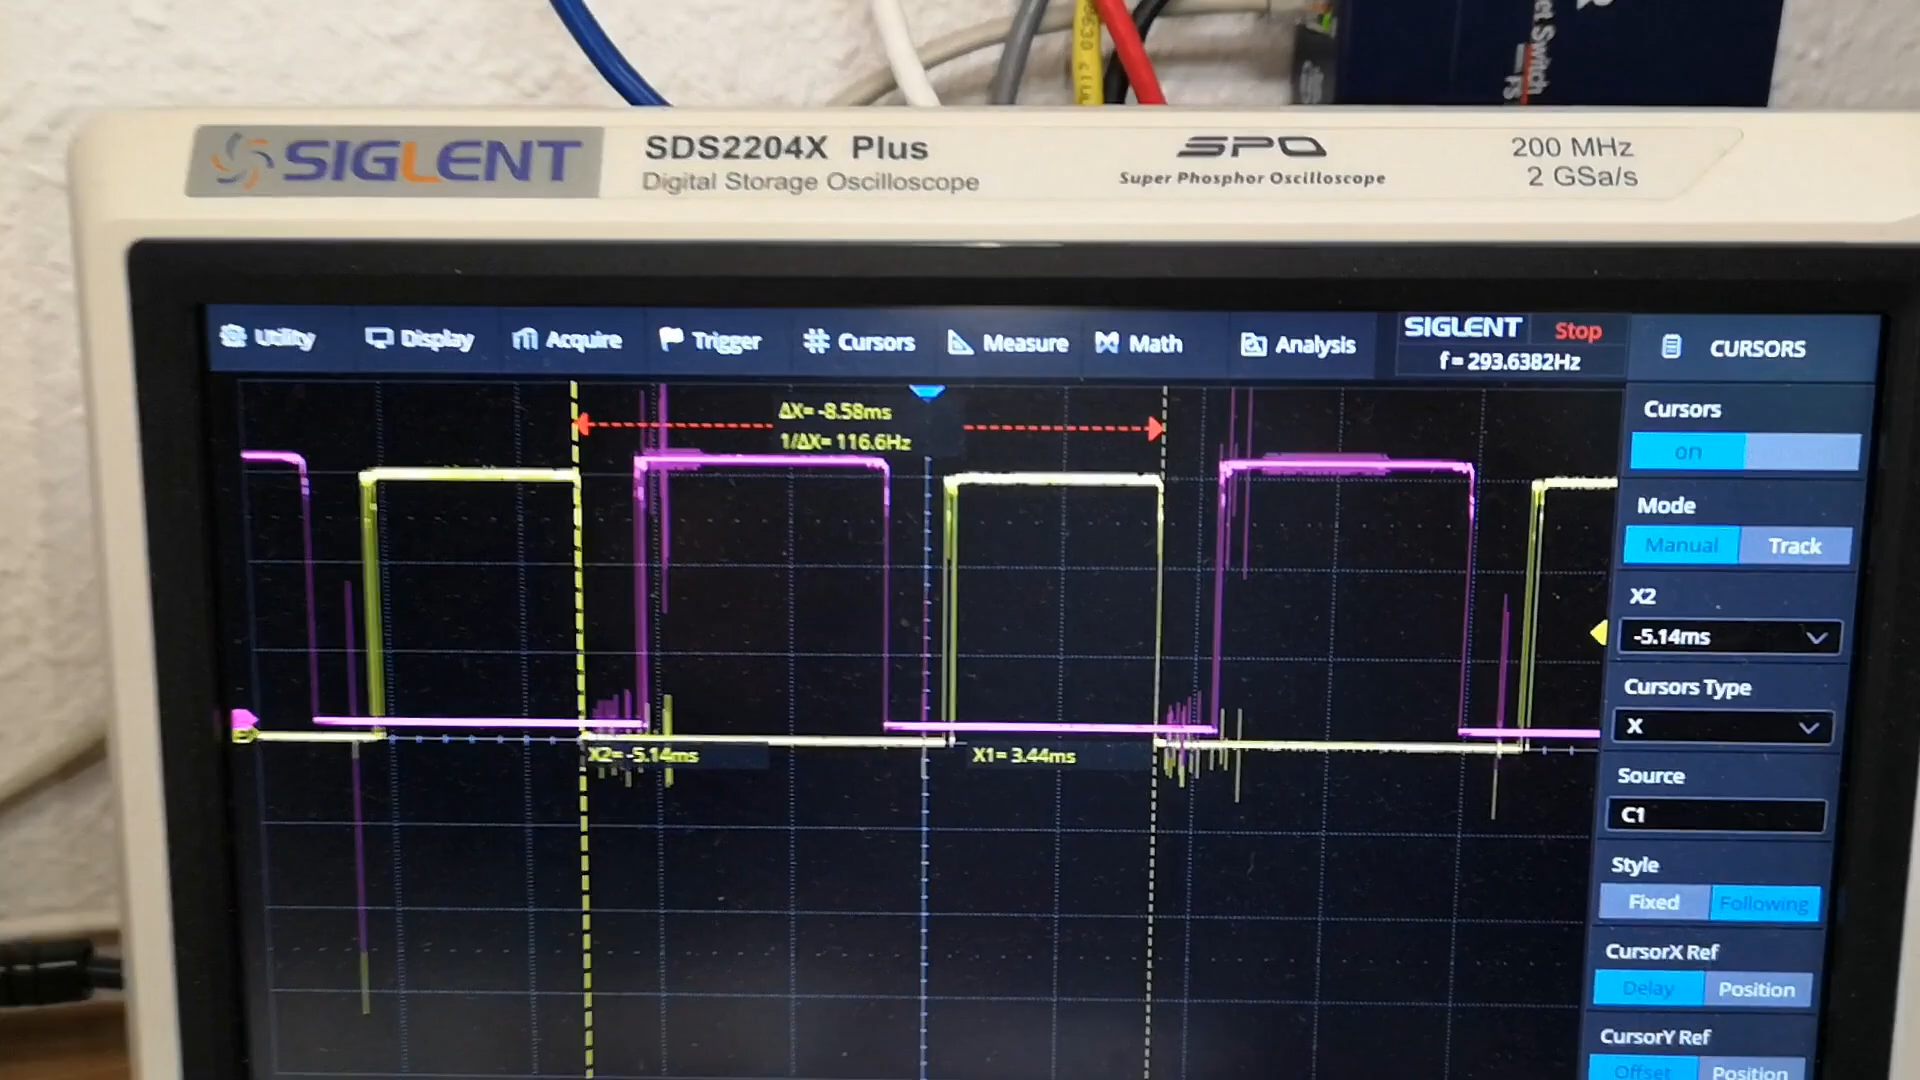 6630
ct Switch
SIGLENT
SDS2204X Plus
Digital Storage Oscilloscope
SPO
Super Phosphor Oscilloscope
200 MHz
2 GSa/s
Utility
Display
Acquire
Trigger
Cursors
Measure
Math
Analysis
SIGLENT
Stop
f = 293.6382Hz
CURSORS
ΔX= -8.58ms
1/ΔX= 116.6Hz
X2= -5.14ms
X1= 3.44ms
Cursors
on
Mode
Manual
Track
X2
-5.14ms
Cursors Type
X
Source
C1
Style
Fixed
Following
CursorX Ref
Delay
Position
CursorY Ref
Offset
Position